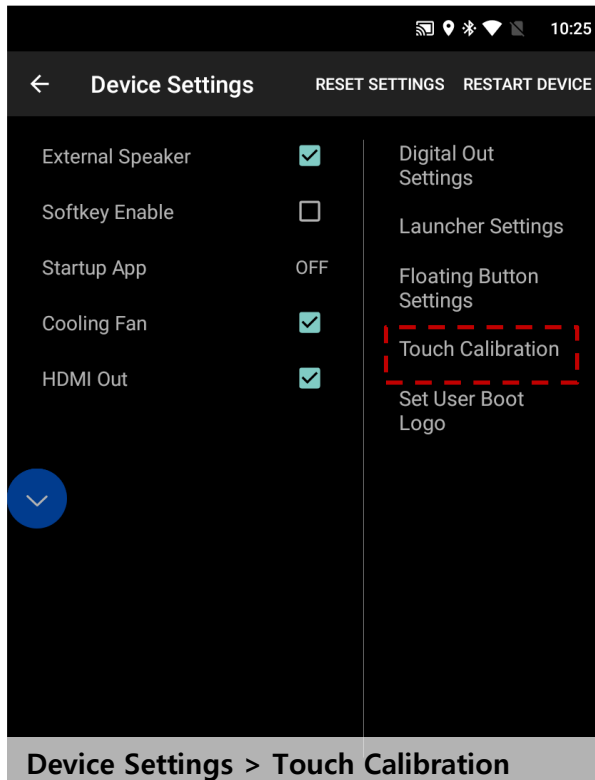 10:25
Device Settings
RESET SETTINGS
RESTART DEVICE
External Speaker
Softkey Enable
Startup App
OFF
Cooling Fan
HDMI Out
Digital Out
Settings
Launcher Settings
Floating Button
Settings
Touch Calibration
Set User Boot
Logo
Device Settings > Touch Calibration